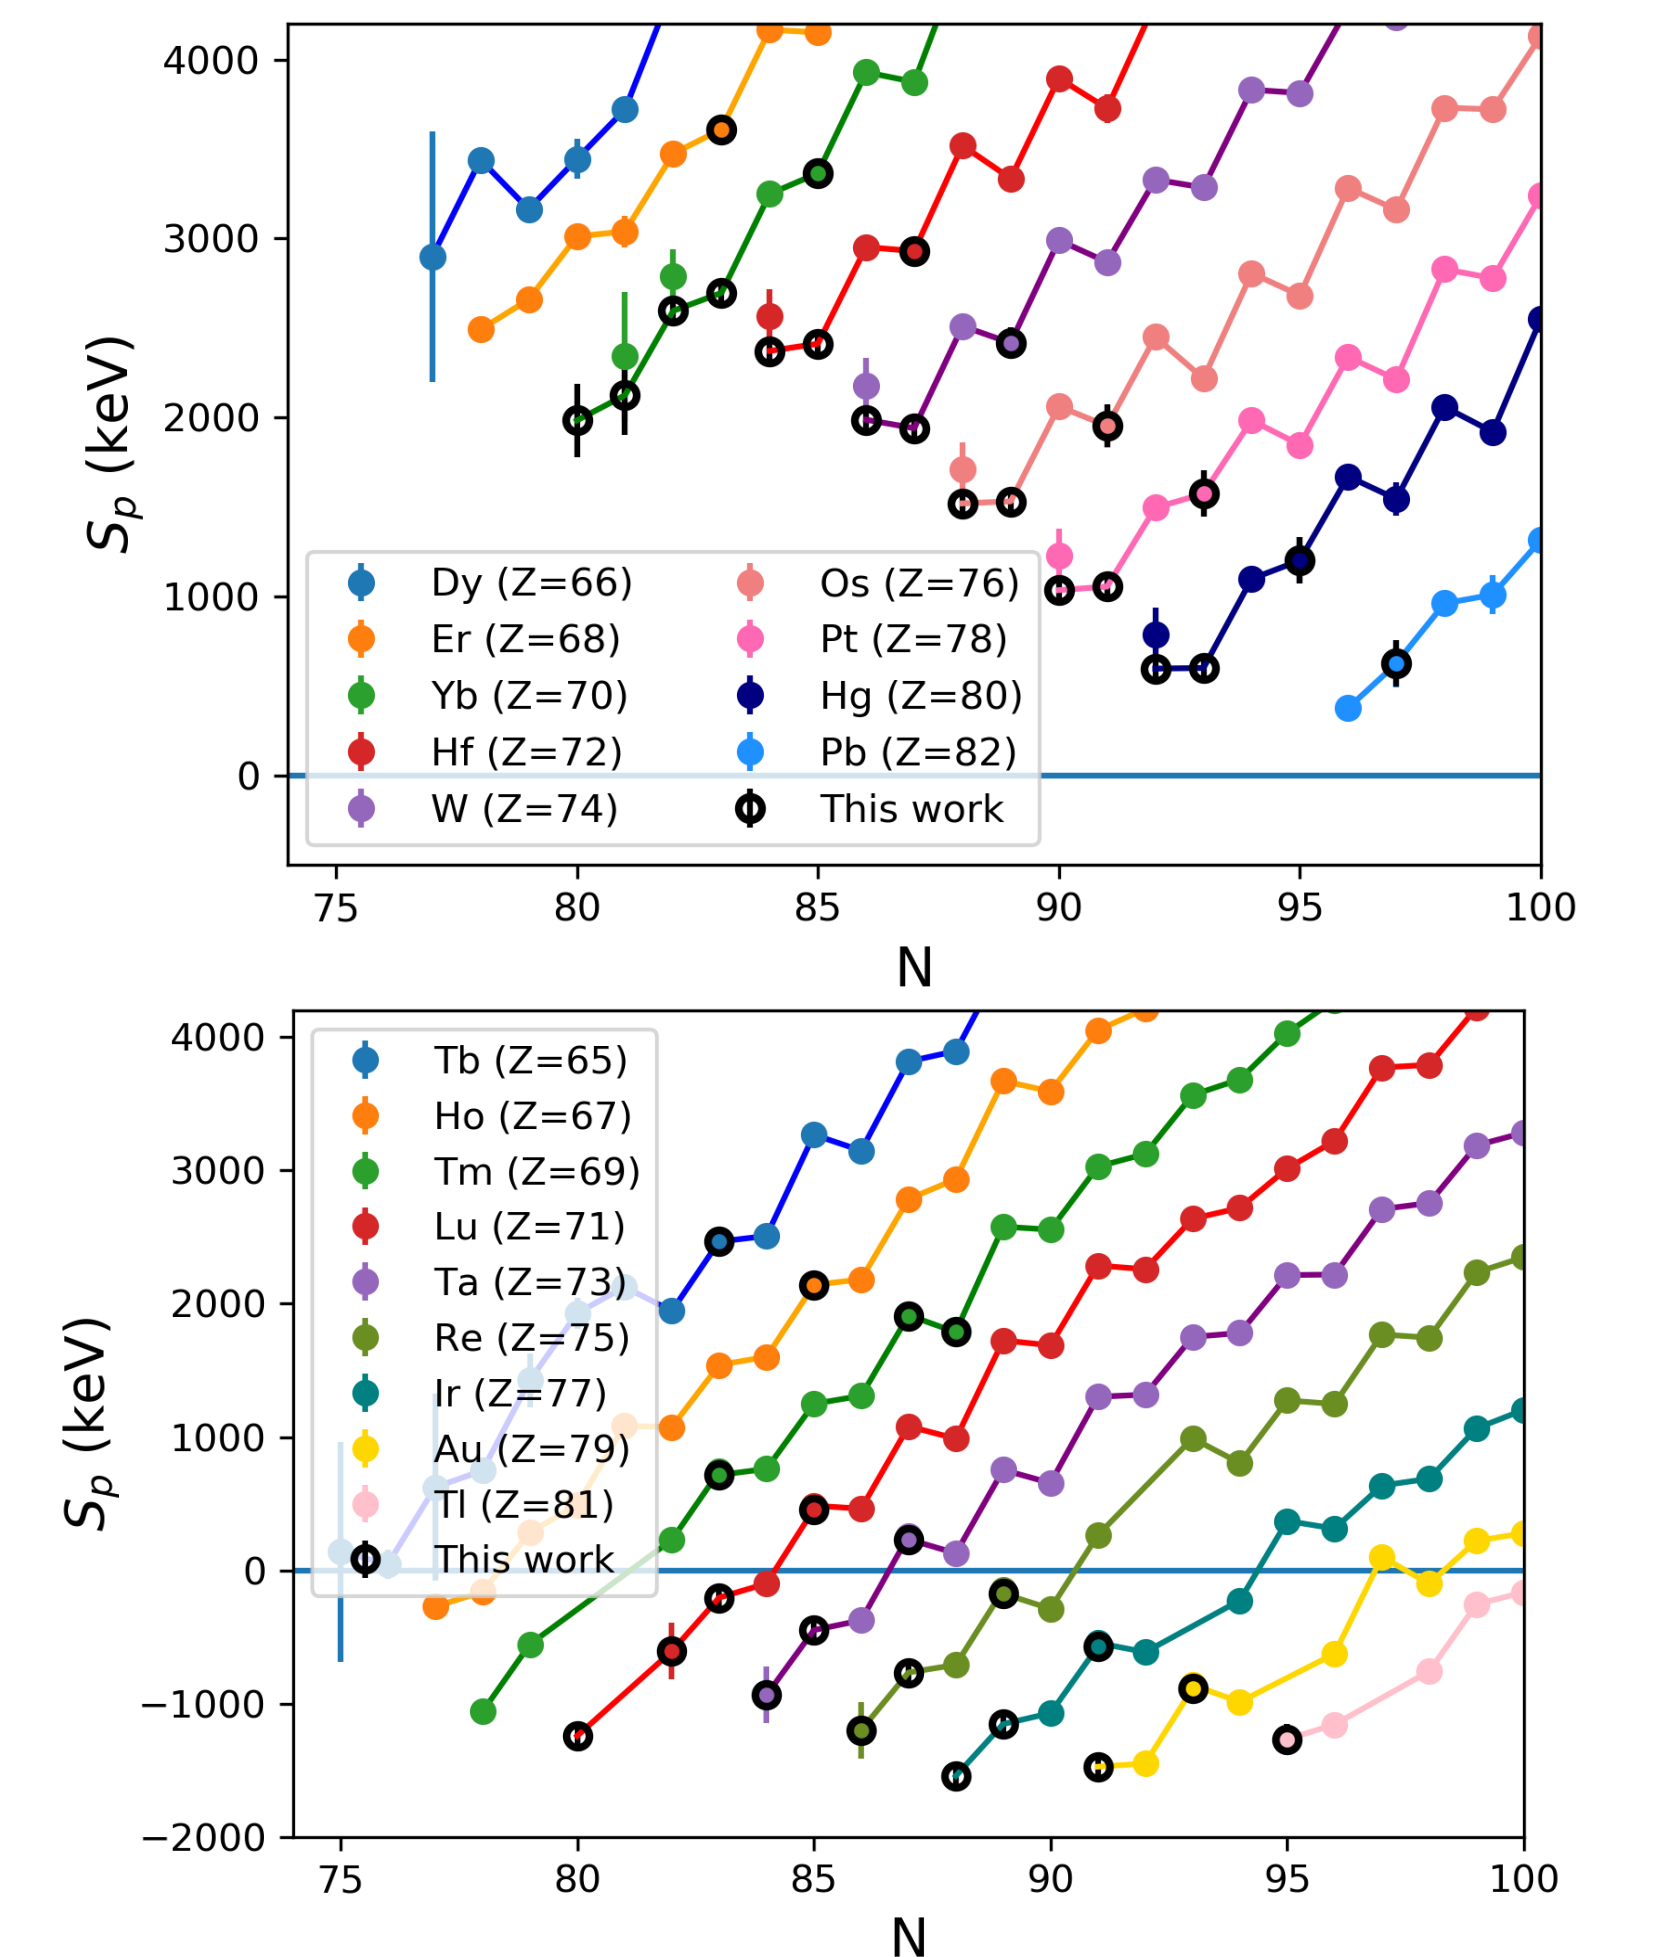 4000
3000
2000
1000
0
S_p (keV)
Dy (Z=66)
Er (Z=68)
Yb (Z=70)
Hf (Z=72)
W (Z=74)
Os (Z=76)
Pt (Z=78)
Hg (Z=80)
Pb (Z=82)
This work
75 80 85 90 95 100
N
4000
3000
2000
1000
0
−1000
−2000
S_p (keV)
Tb (Z=65)
Ho (Z=67)
Tm (Z=69)
Lu (Z=71)
Ta (Z=73)
Re (Z=75)
Ir (Z=77)
Au (Z=79)
Tl (Z=81)
This work
75 80 85 90 95 100
N